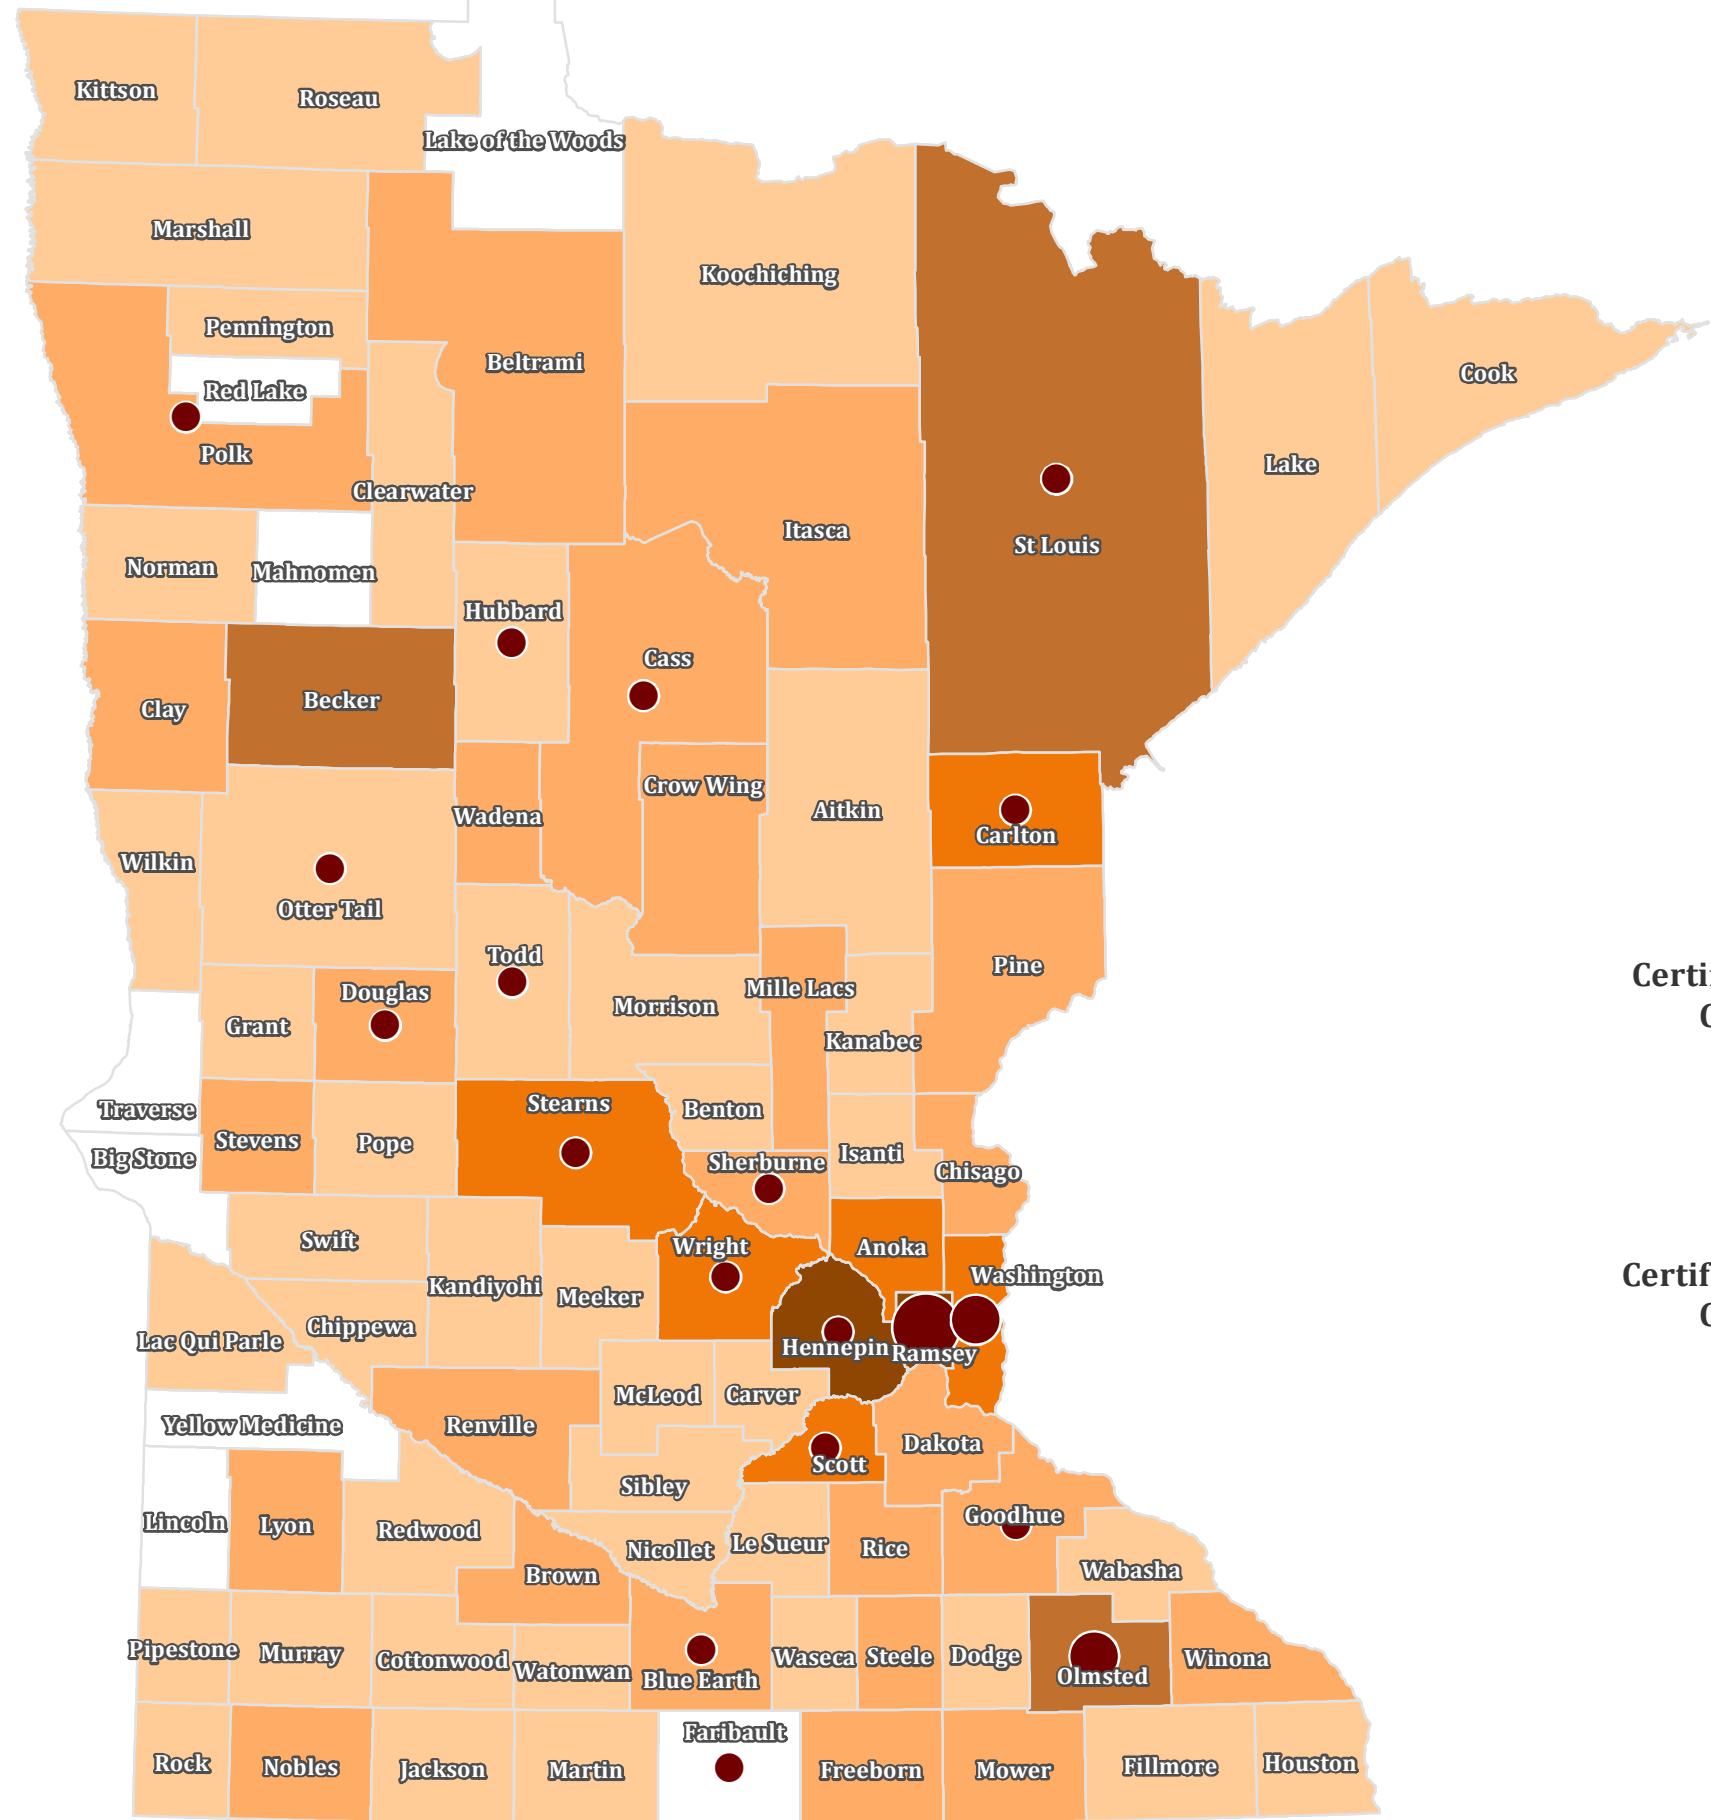 Kittson
Roseau
Lake of the Woods
Marshall
Koochiching
Pennington
Beltrami
Red Lake
Cook
Polk
Lake
Clearwater
Itasca
St Louis
Norman
Mahnomen
Hubbard
Cass
Becker
Clay
Crow Wing
Aitkin
Wadena
Carlton
Wilkin
Otter Tail
Todd
Pine
Certi
Douglas
Mille Lacs
Morrison
Grant
Kanabec
Stearns
Traverse
Benton
Stevens
Pope
Isanti
Big Stone
Sherburne
Chisago
Swift
Wright
Anoka
Washington
Certif
Kandiyohi
Meeker
Chippewa
Lac Qui Parle
Hennepin
Ramsey
McLeod
Carver
Yellow Medicine
Renville
Dakota
Scott
Sibley
Goodhue
Lincoln
Lyon
Redwood
Le Sueur
Rice
Nicollet
Wabasha
Brown
Pipestone
Murray
Cottonwood
Watonwan
Waseca
Steele
Dodge
Winona
Blue Earth
Olmsted
Faribault
Rock
Nobles
Jackson
Martin
Freeborn
Mower
Fillmore
Houston